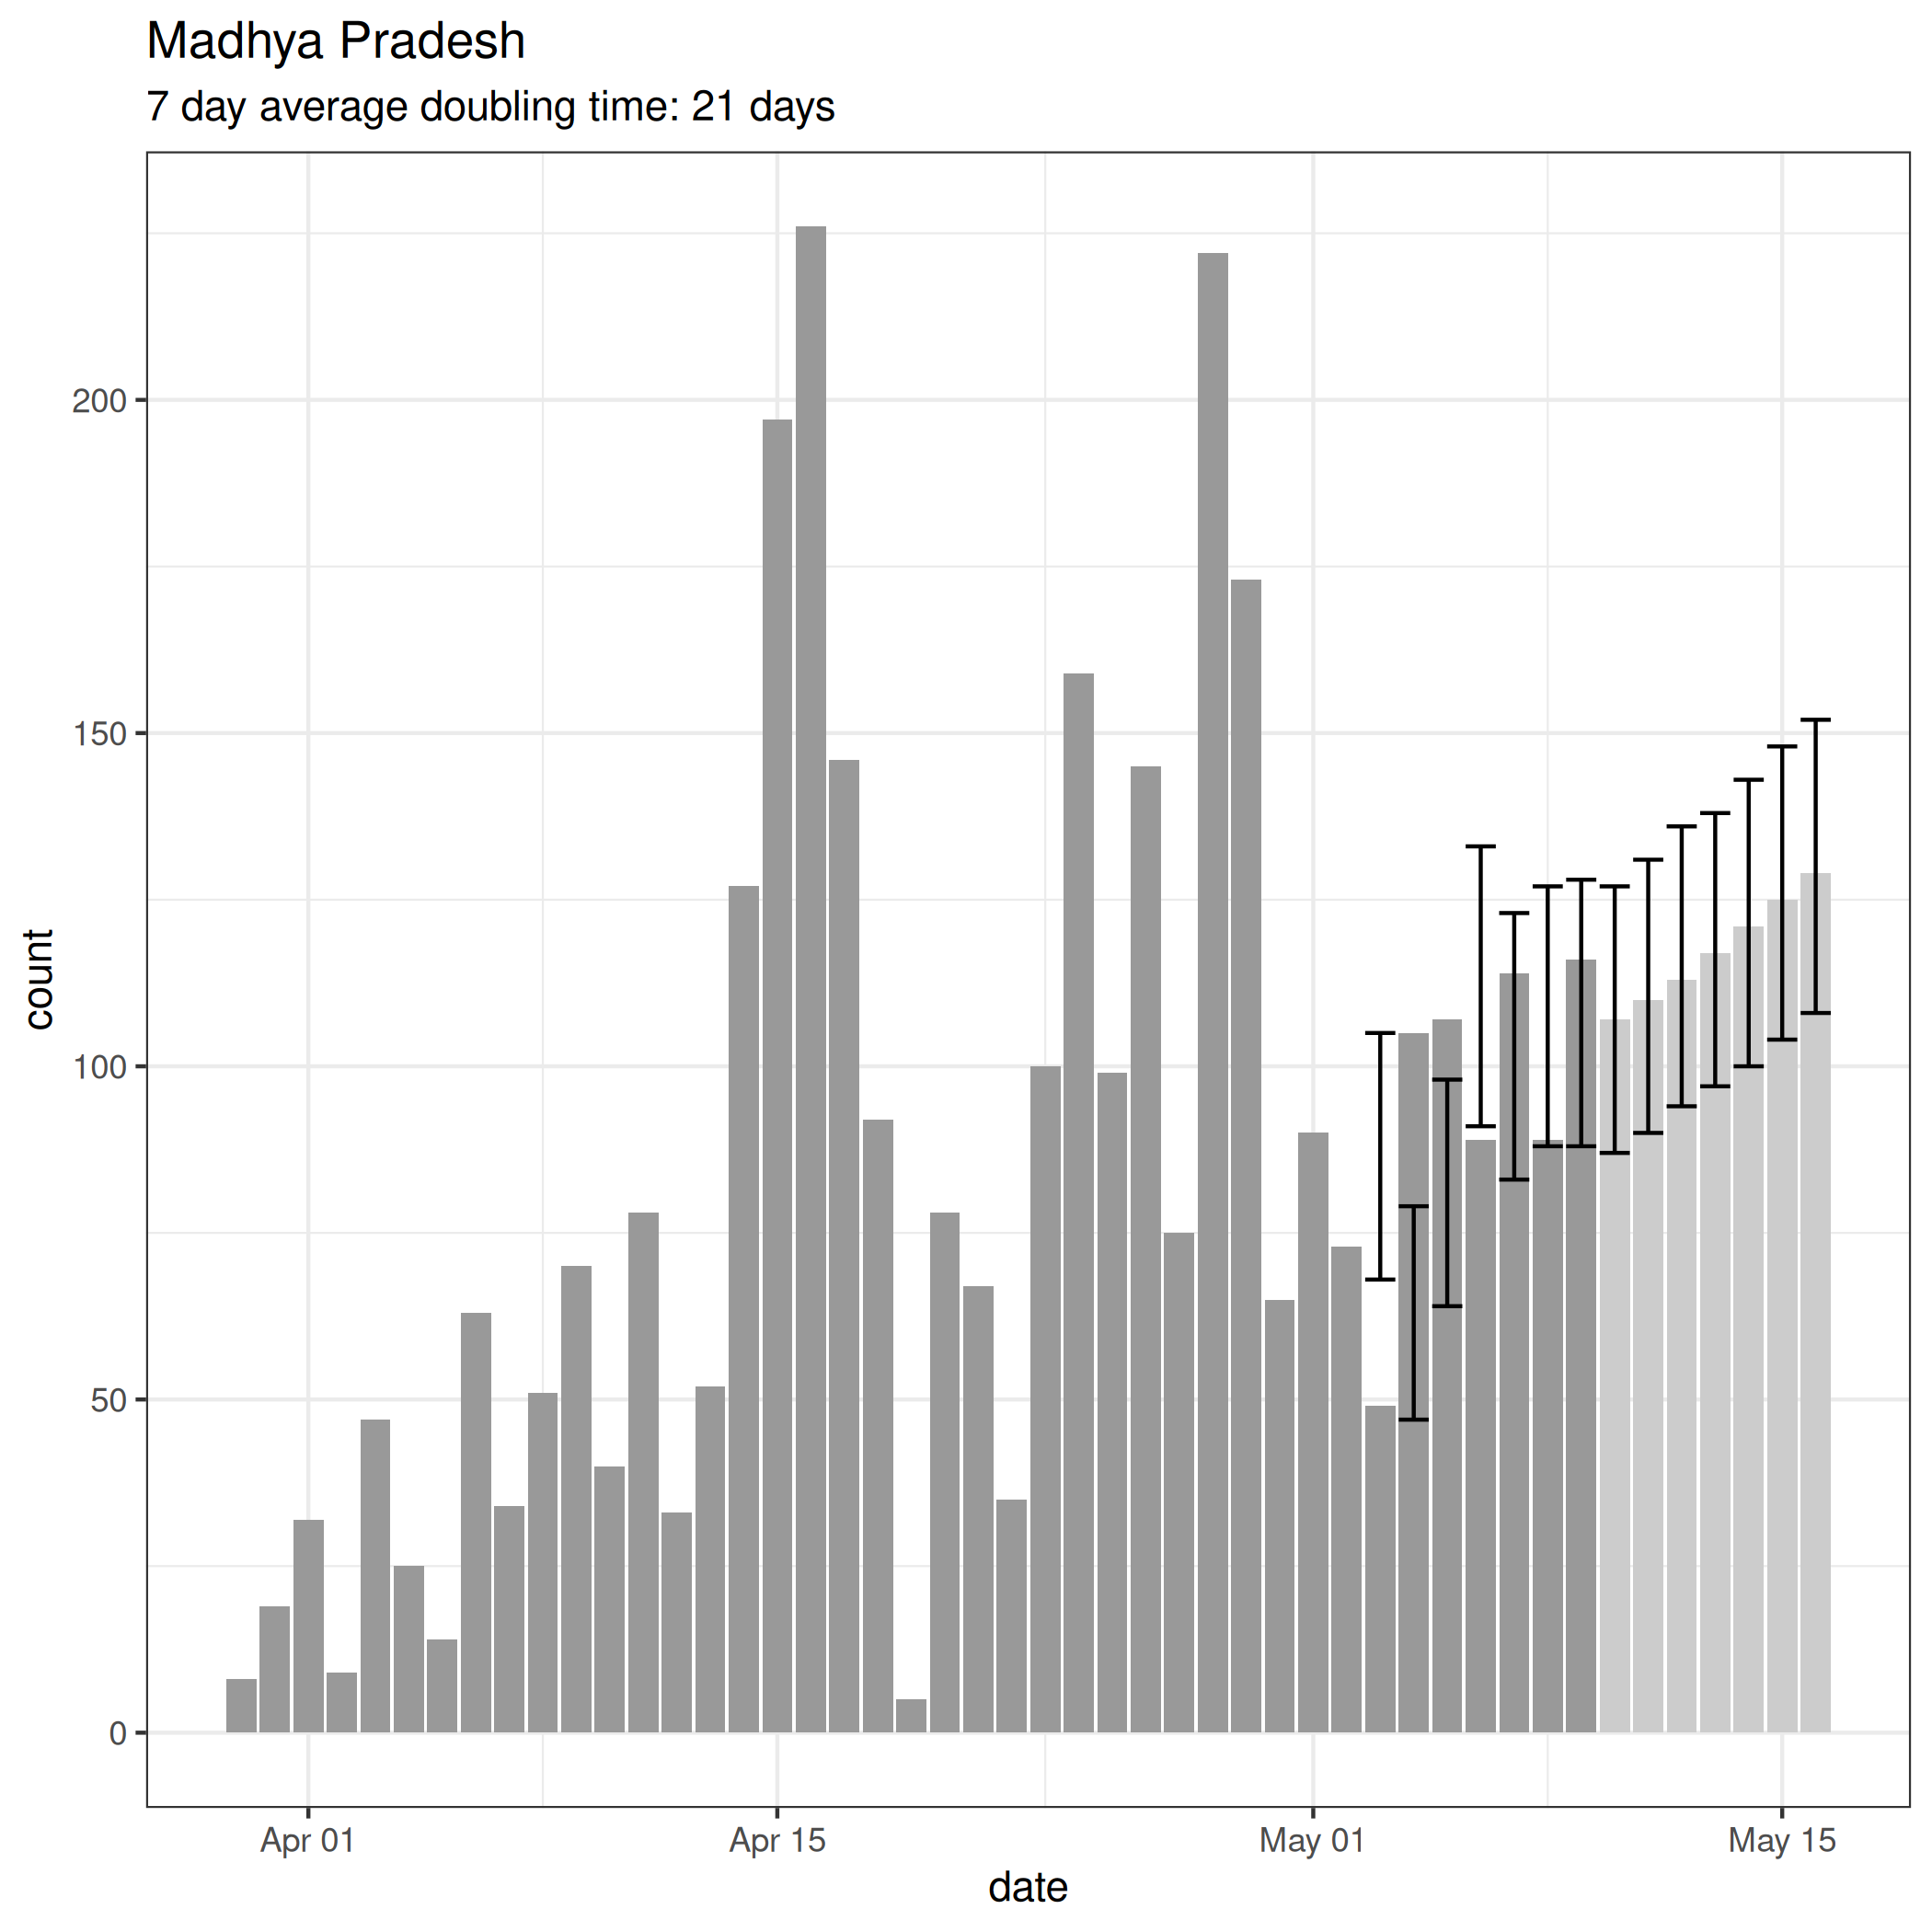 Madhya Pradesh
7 day average doubling time: 21 days
count
200
150
100
50
0
Apr 01
Apr 15
May 01
May 15
date